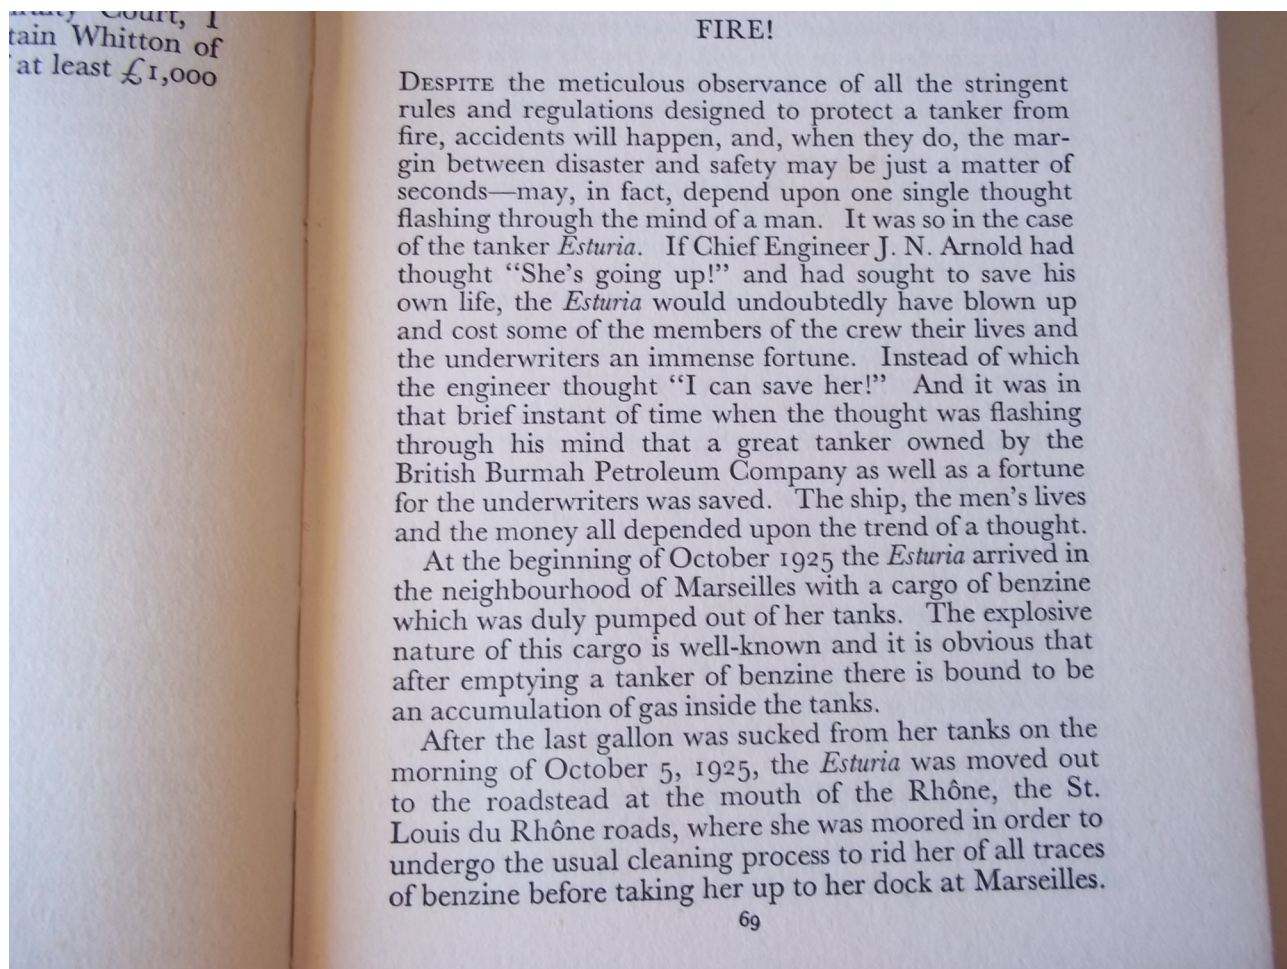 Court, I
tain Whitton of
at least £1,000
FIRE!
DESPITE the meticulous observance of all the stringent
rules and regulations designed to protect a tanker from
fire, accidents will happen, and, when they do, the mar-
gin between disaster and safety may be just a matter of
seconds—may, in fact, depend upon one single thought
flashing through the mind of a man. It was so in the case
of the tanker Esturia. If Chief Engineer J. N. Arnold had
thought “She’s going up!” and had sought to save his
own life, the Esturia would undoubtedly have blown up
and cost some of the members of the crew their lives and
the underwriters an immense fortune. Instead of which
the engineer thought “I can save her!” And it was in
that brief instant of time when the thought was flashing
through his mind that a great tanker owned by the
British Burmah Petroleum Company as well as a fortune
for the underwriters was saved. The ship, the men’s lives
and the money all depended upon the trend of a thought.
At the beginning of October 1925 the Esturia arrived in
the neighbourhood of Marseilles with a cargo of benzine
which was duly pumped out of her tanks. The explosive
nature of this cargo is well-known and it is obvious that
after emptying a tanker of benzine there is bound to be
an accumulation of gas inside the tanks.
After the last gallon was sucked from her tanks on the
morning of October 5, 1925, the Esturia was moved out
to the roadstead at the mouth of the Rhône, the St.
Louis du Rhône roads, where she was moored in order to
undergo the usual cleaning process to rid her of all traces
of benzine before taking her up to her dock at Marseilles.
69